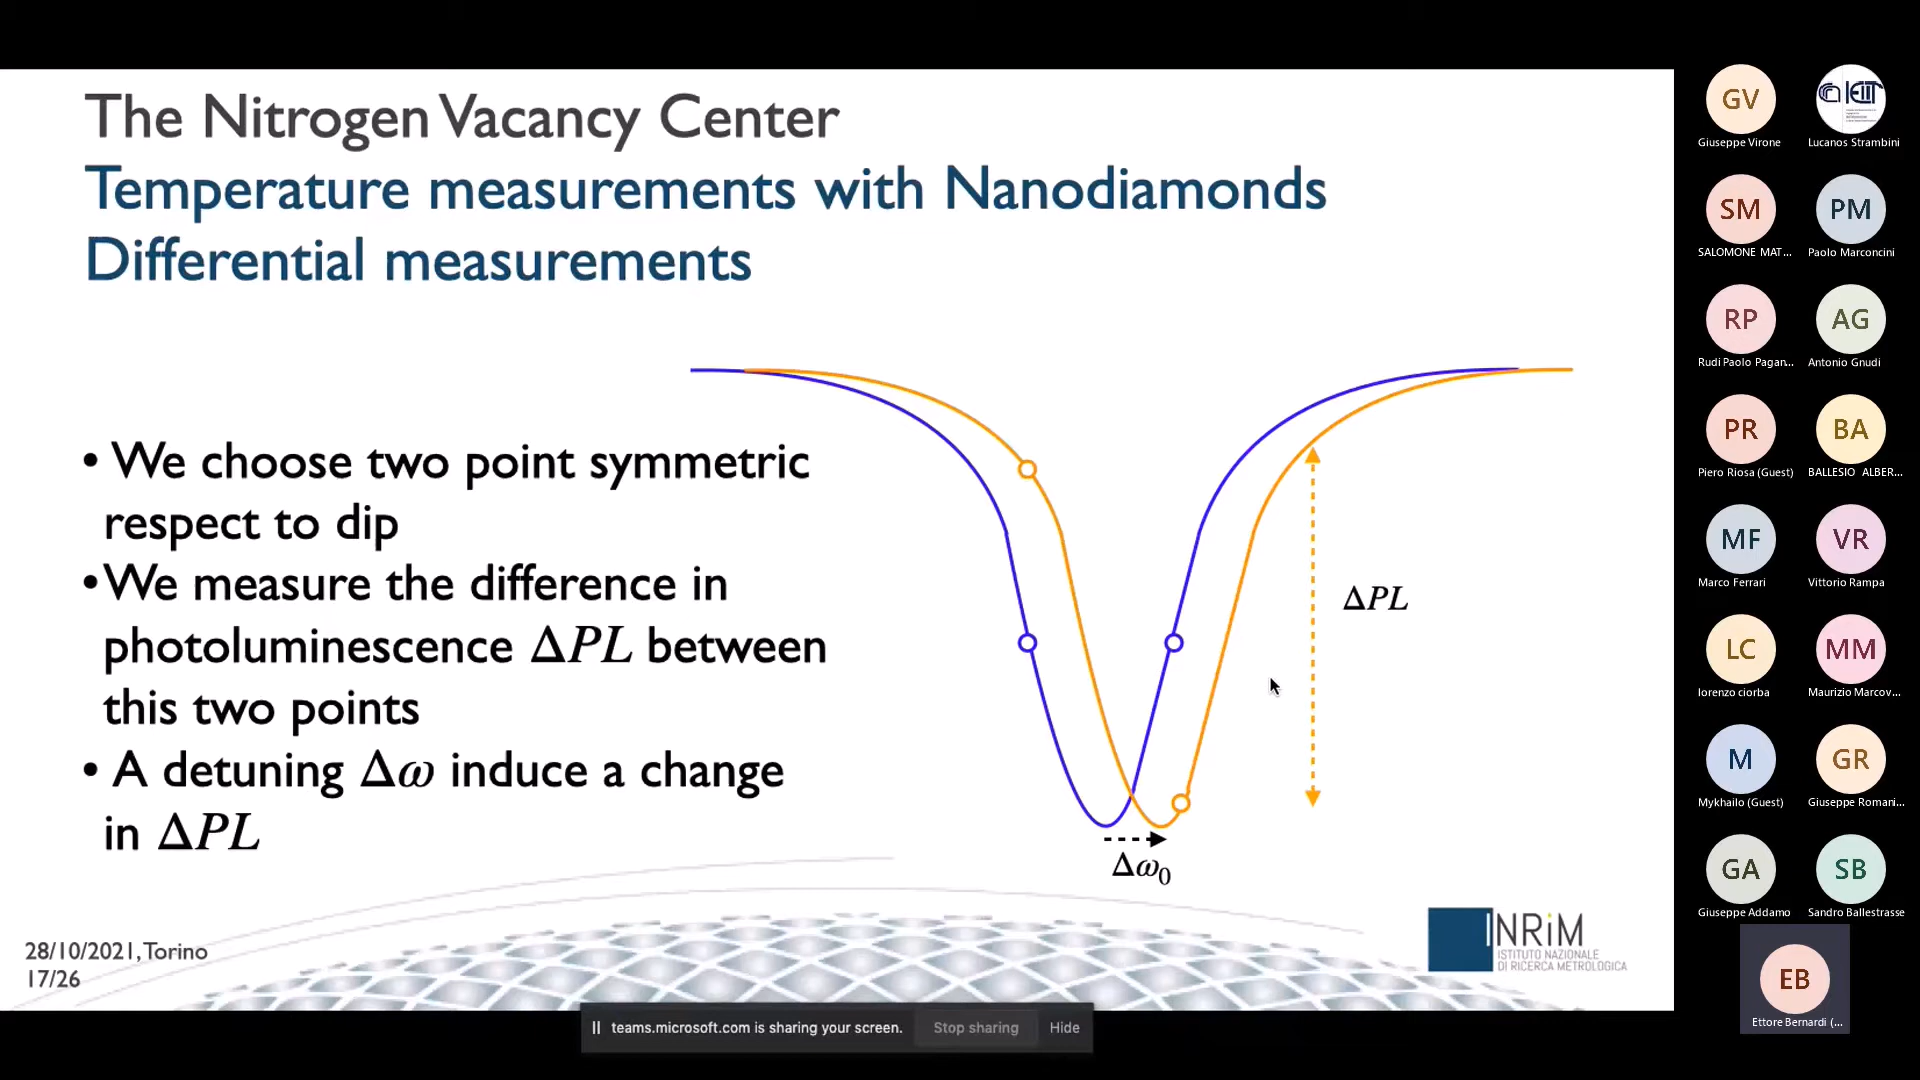 The Nitrogen Vacancy Center
Temperature measurements with Nanodiamonds
Differential measurements
• We choose two point symmetric
respect to dip
•We measure the difference in
photoluminescence ΔPL between
this two points
• A detuning Δω induce a change
in ΔPL
ΔPL
Δω₀
28/10/2021, Torino
17/26
INRiM
ISTITUTO NAZIONALE
DI RICERCA METROLOGICA
teams.microsoft.com is sharing your screen.
Stop sharing
Hide
GV
Giuseppe Virone
IEIIT
Lucanos Strambini
SM
SALOMONE MAT...
PM
Paolo Marconcini
RP
Rudi Paolo Pagan...
AG
Antonio Gnudi
PR
Piero Riosa (Guest)
BA
BALLESIO ALBER...
MF
Marco Ferrari
VR
Vittorio Rampa
LC
lorenzo ciorba
MM
Maurizio Marcov...
M
Mykhailo (Guest)
GR
Giuseppe Romani...
GA
Giuseppe Addamo
SB
Sandro Ballestrasse
EB
Ettore Bernardi (...